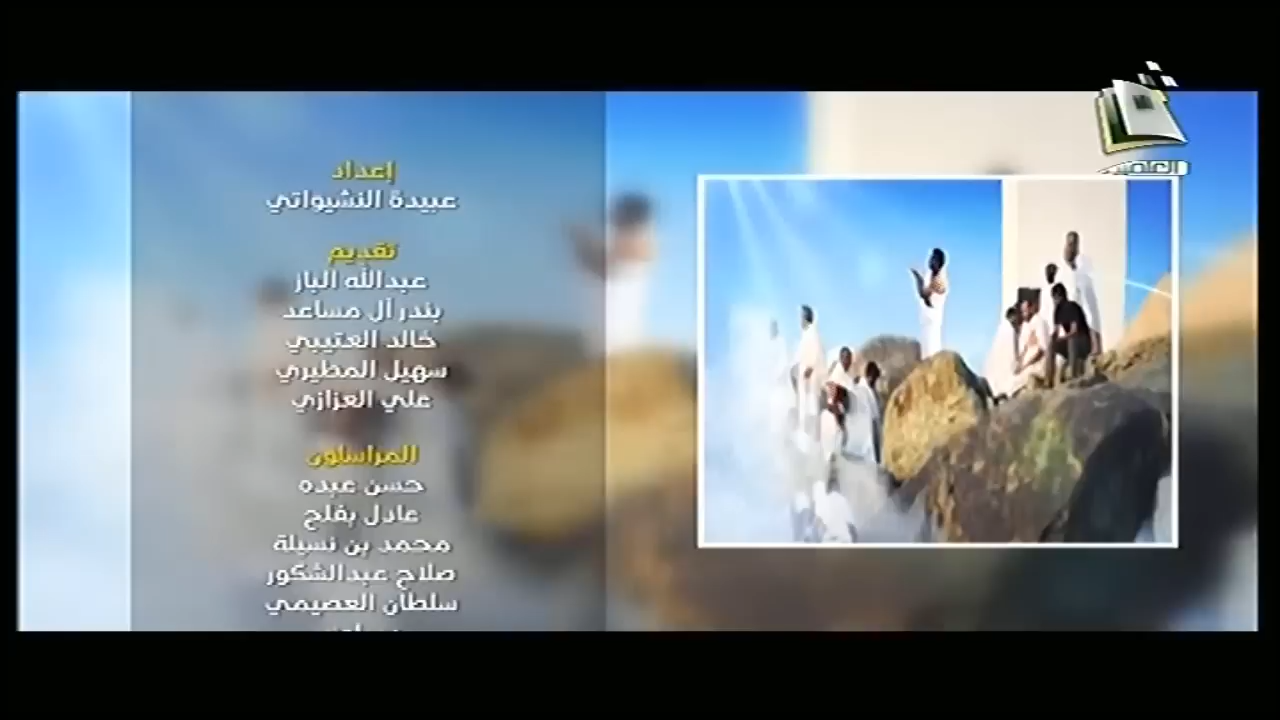 إعداد
عبيدة النشيواتي
تقديم
عبدالله الباز
بندر آل مساعد
خالد العتيبي
سهيل المطيري
علي العزازي
المراسلون
حسن عبده
عادل بفلح
محمد بن نسيلة
صلاح عبدالشكور
سلطان العصيمي